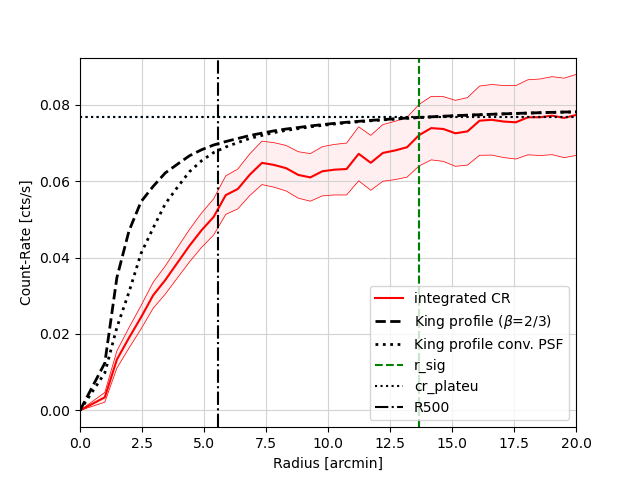 0.08
0.06
0.04
0.02
0.00
Count-Rate [cts/s]
integrated CR
King profile (β=2/3)
King profile conv. PSF
r_sig
cr_plateu
R500
0.0 2.5 5.0 7.5 10.0 12.5 15.0 17.5 20.0
Radius [arcmin]